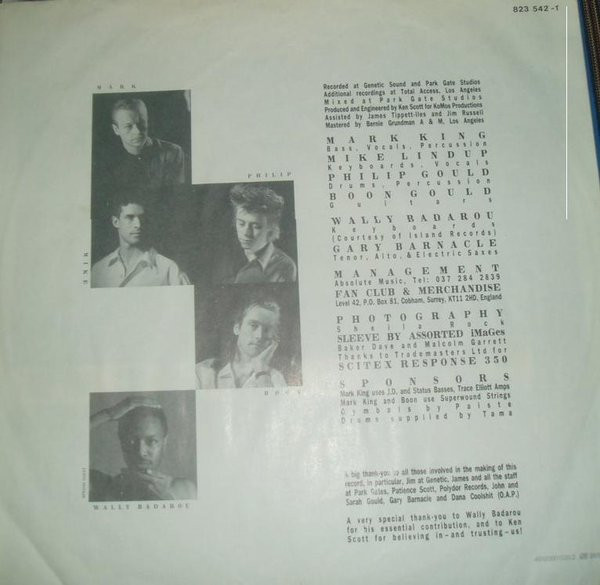 823 542 -1
MARK
PHILIP
MIKE
BOON
WALLY BADAROU
Recorded at Genetic Sound and Park Gate Studios
Additional recordings at Total Access, Los Angeles
Mixed at Park Gate Studios
Produced and Engineered by Ken Scott for KoMos Productions
Assisted by James Tippett-Iles and Jim Russell
Mastered by Bernie Grundman A & M, Los Angeles
MARK KING
Bass, Vocals, Percussion
MIKE LINDUP
Keyboards, Vocals
PHILIP GOULD
Drums, Percussion
BOON GOULD
Guitars
WALLY BADAROU
Keyboards
(Courtesy of Island Records)
GARY BARNACLE
Tenor, Alto, & Electric Saxes
MANAGEMENT
Absolute Music, Tel: 037 284 2839
FAN CLUB & MERCHANDISE
Level 42, P.O. Box 81, Cobham, Surrey, KT11 2HD, England
PHOTOGRAPHY
Sheila Rock
SLEEVE BY ASSORTED iMaGes
Baker Dave and Malcolm Garrett
Thanks to Trademasters Ltd for
SCITEX RESPONSE 350
SPONSORS
Mark King uses J.D. and Status Basses, Trace Elliott Amps
Mark King and Boon use Superwound Strings
Cymbals by Paiste
Drums supplied by Tama
A big thank-you to all those involved in the making of this
record, in particular, Jim at Genetic, James and all the staff
at Park Gates, Patience Scott, Polydor Records, John and
Sarah Gould, Gary Barnacle and Dana Coolshit (O.A.P.)
A very special thank-you to Wally Badarou
for his essential contribution, and to Ken
Scott for believing in-and trusting-us!